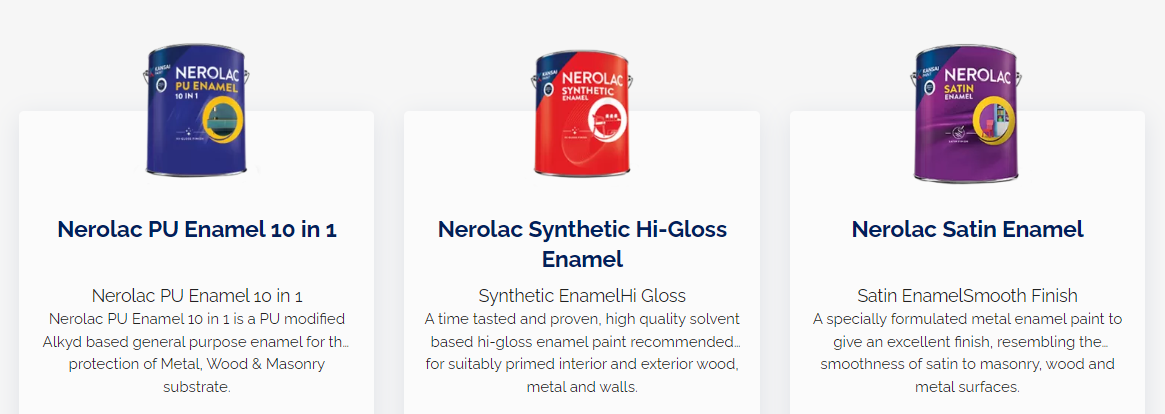 KANSAI
PAINT
NEROLAC
PU ENAMEL
10 IN 1
KANSAI
PAINT
NEROLAC
SYNTHETIC
ENAMEL
KANSAI
PAINT
NEROLAC
SATIN
ENAMEL
Nerolac PU Enamel 10 in 1
Nerolac PU Enamel 10 in 1
Nerolac PU Enamel 10 in 1 is a PU modified
Alkyd based general purpose enamel for th...
protection of Metal, Wood & Masonry
substrate.
Nerolac Synthetic Hi-Gloss
Enamel
Synthetic EnamelHi Gloss
A time tasted and proven, high quality solvent
based hi-gloss enamel paint recommended...
for suitably primed interior and exterior wood,
metal and walls.
Nerolac Satin Enamel
Satin EnamelSmooth Finish
A specially formulated metal enamel paint to
give an excellent finish, resembling the...
smoothness of satin to masonry, wood and
metal surfaces.